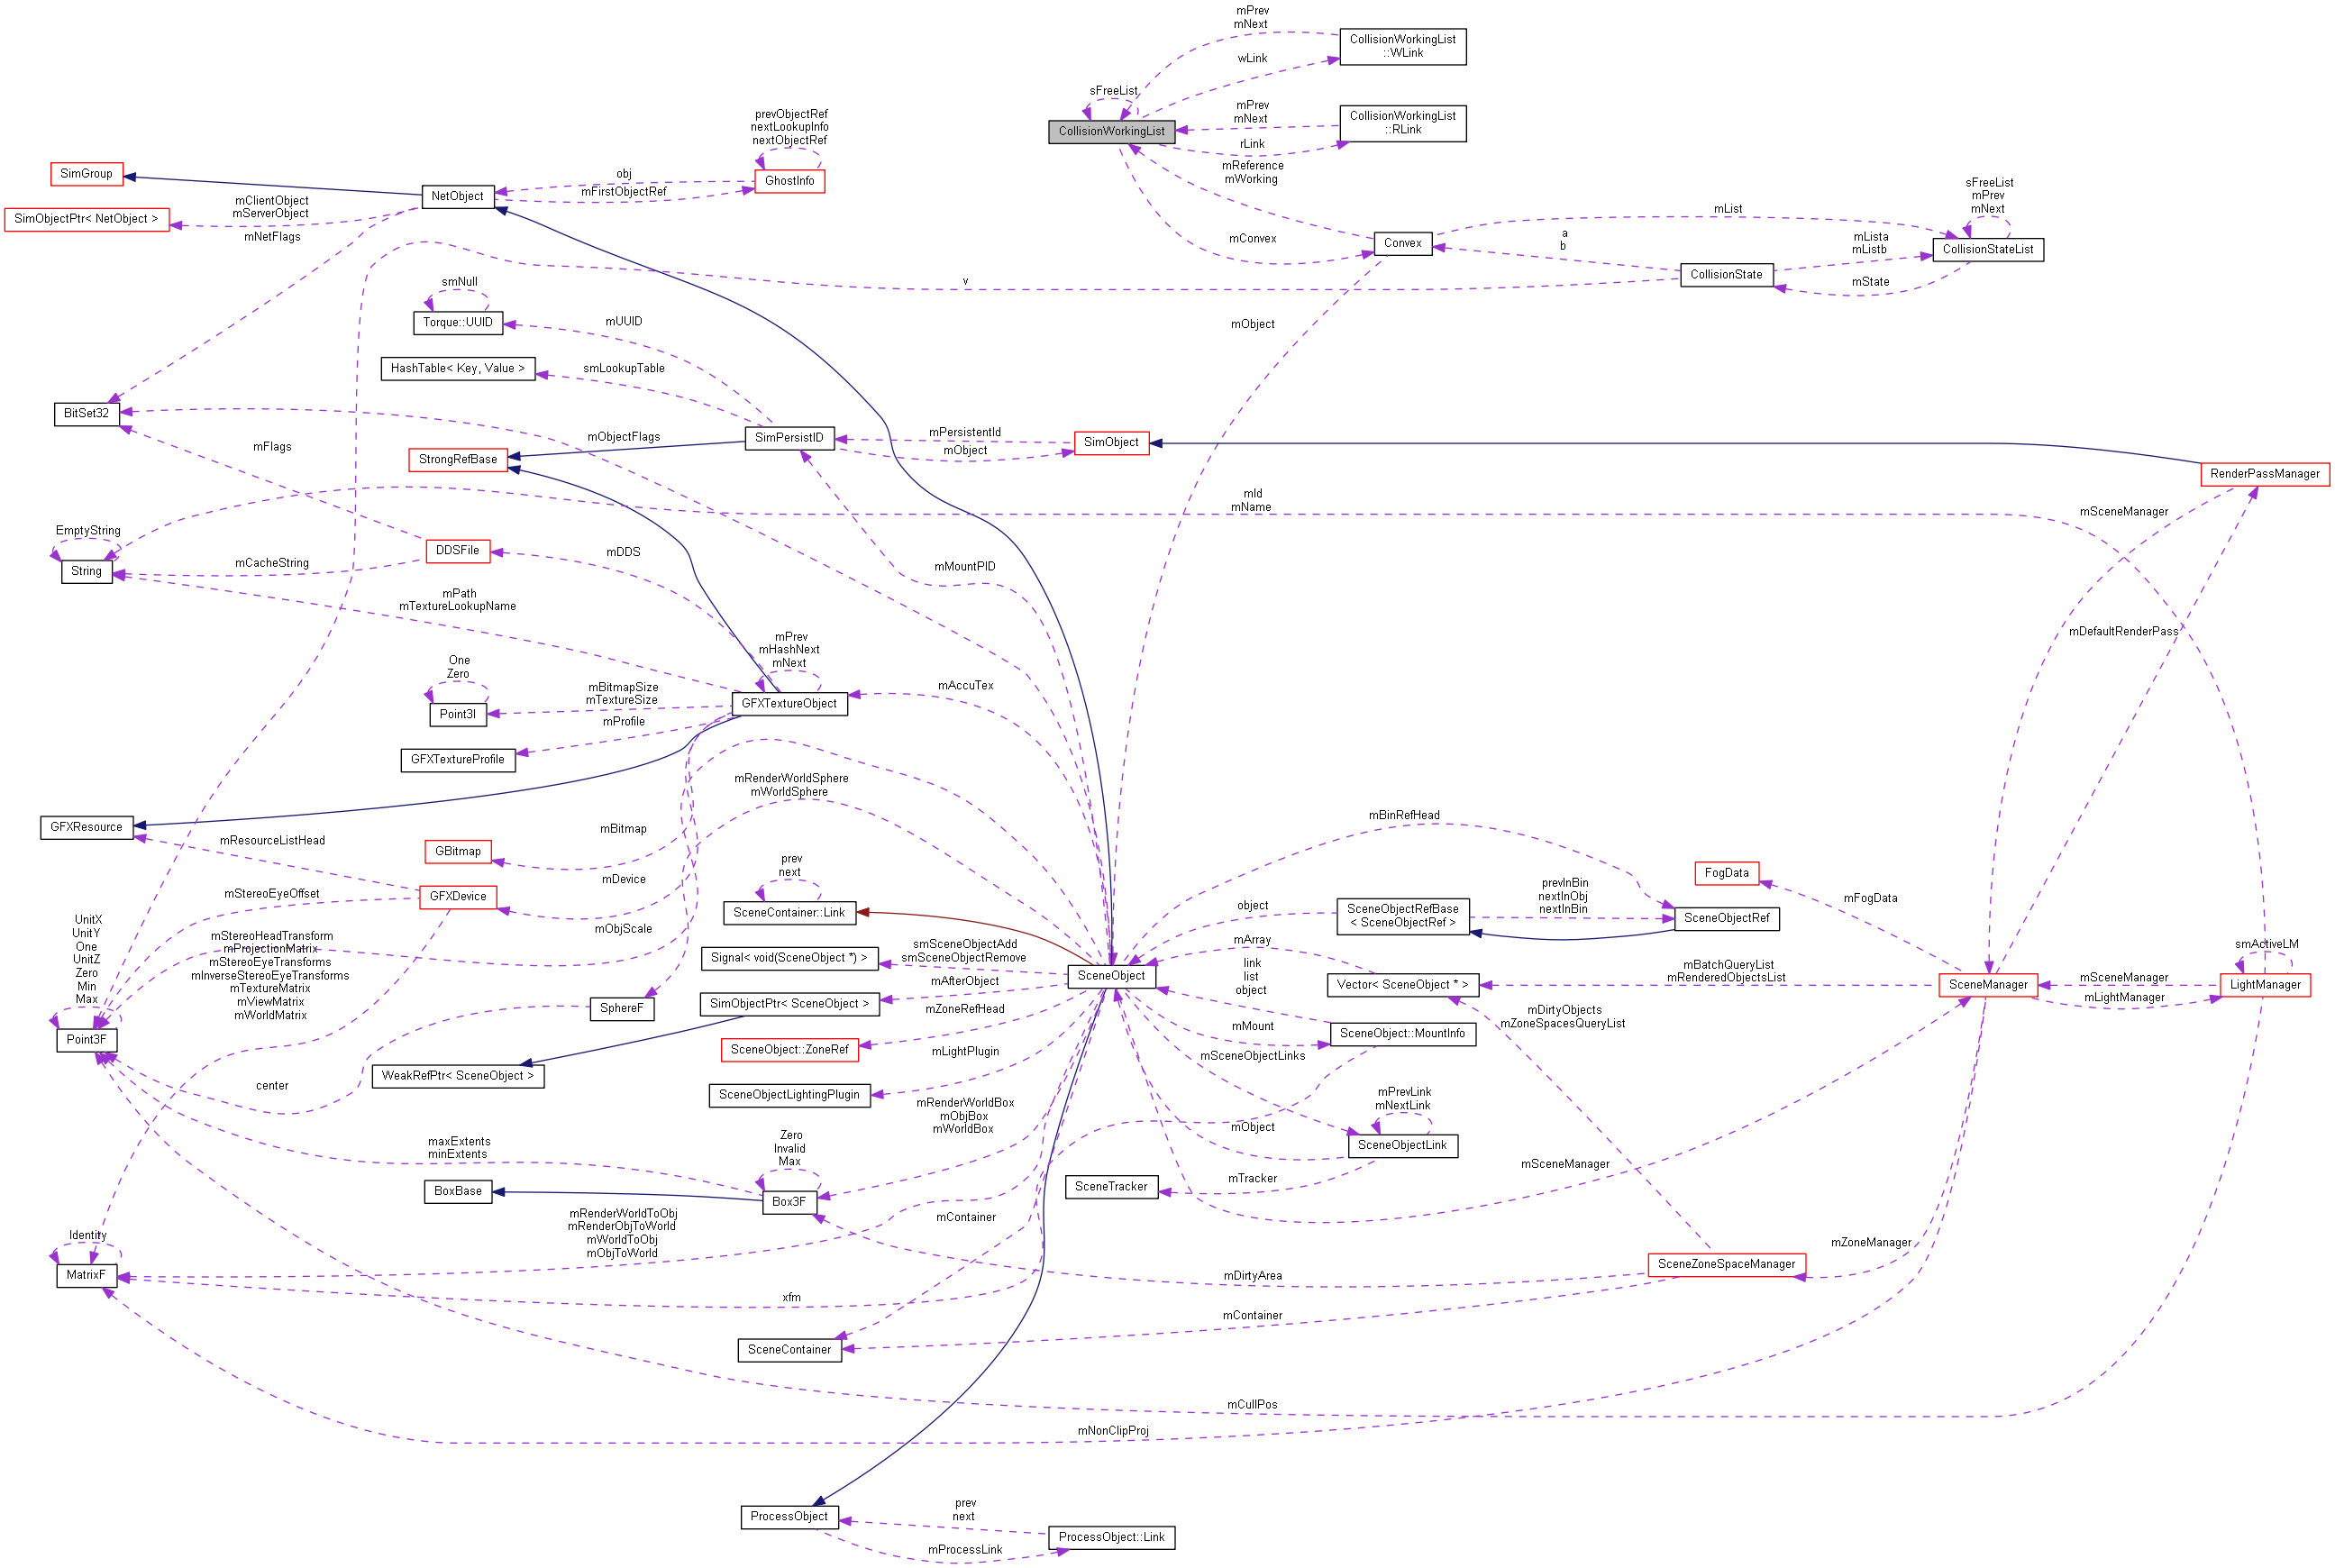 mPrev
mNext
CollisionWorkingList
::WLink
wLink
sFreeList
mPrev
mNext
CollisionWorkingList
::RLink
CollisionWorkingList
rLink
prevObjectRef
nextLookupInfo
nextObjectRef
mReference
mWorking
SimGroup
obj
GhostInfo
mFirstObjectRef
NetObject
mClientObject
mServerObject
SimObjectPtr< NetObject >
mNetFlags
sFreeList
mPrev
mNext
mList
mConvex
Convex
a
b
mLista
mListb
CollisionStateList
CollisionState
v
mState
smNull
Torque::UUID
mUUID
mObject
HashTable< Key, Value >
smLookupTable
BitSet32
mObjectFlags
SimPersistID
mPersistentId
SimObject
mObject
mFlags
StrongRefBase
RenderPassManager
mId
mName
mSceneManager
EmptyString
String
DDSFile
mDDS
mCacheString
mMountPID
mPath
mTextureLookupName
mDefaultRenderPass
mPrev
mHashNext
mNext
One
Zero
mBitmapSize
mTextureSize
mAccuTex
Point3I
GFXTextureObject
mProfile
GFXTextureProfile
mRenderWorldSphere
mWorldSphere
GFXResource
mResourceListHead
mBitmap
GBitmap
mBinRefHead
prev
next
mDevice
FogData
mStereoEyeOffset
GFXDevice
prevInBin
nextInObj
nextInBin
mFogData
UnitX
UnitY
One
UnitZ
Zero
Min
Max
SceneContainer::Link
object
SceneObjectRefBase
< SceneObjectRef >
SceneObjectRef
mObjScale
mStereoHeadTransform
mProjectionMatrix
mStereoEyeTransforms
mInverseStereoEyeTransforms
mTextureMatrix
mViewMatrix
mWorldMatrix
smSceneObjectAdd
smSceneObjectRemove
Signal< void(SceneObject *) >
mArray
smActiveLM
SceneObject
link
list
object
mBatchQueryList
mRenderedObjectsList
mSceneManager
mAfterObject
Vector< SceneObject * >
SceneManager
LightManager
SphereF
SimObjectPtr< SceneObject >
mLightManager
mZoneRefHead
mDirtyObjects
mZoneSpacesQueryList
mMount
SceneObject::MountInfo
Point3F
SceneObject::ZoneRef
mSceneObjectLinks
mLightPlugin
WeakRefPtr< SceneObject >
center
SceneObjectLightingPlugin
mPrevLink
mNextLink
mRenderWorldBox
mObjBox
mWorldBox
mObject
Zero
Invalid
Max
maxExtents
minExtents
SceneObjectLink
mSceneManager
mTracker
SceneTracker
BoxBase
Box3F
mRenderWorldToObj
mRenderObjToWorld
mWorldToObj
mObjToWorld
mContainer
Identity
mZoneManager
SceneZoneSpaceManager
MatrixF
mDirtyArea
xfm
mContainer
SceneContainer
mCullPos
mNonClipProj
prev
next
ProcessObject
ProcessObject::Link
mProcessLink